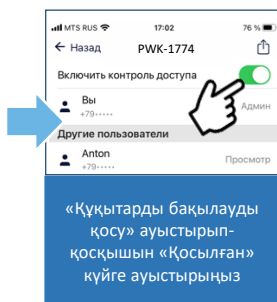 MTS RUS 17:02 76 %
Назад PWK-1774
Включить контроль доступа
Вы
+79····· Админ
Другие пользователи
Anton
+79····· Просмотр
«Құқытарды бақылауды
қосу» ауыстырып-
қосқышын «Қосылған»
күйге ауыстырыңыз